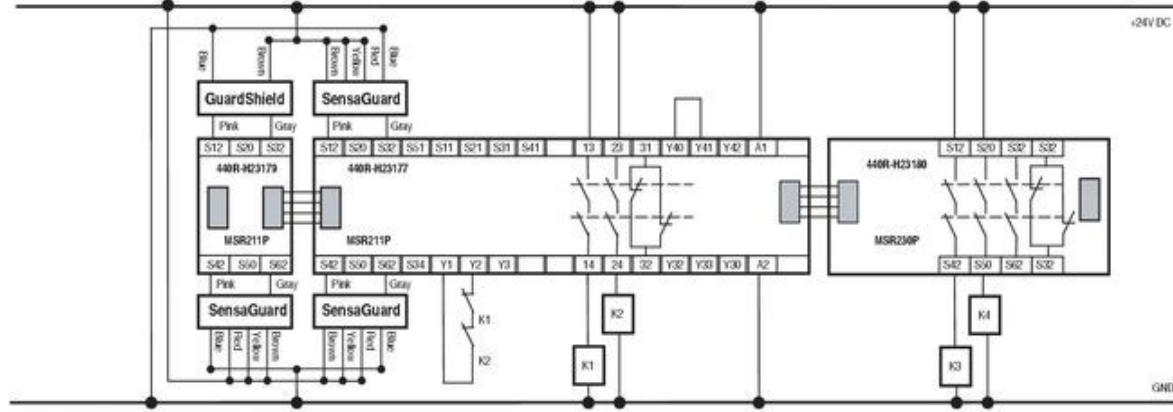 +24V DC
Blue Brown Brown Yellow Red Blue
GuardShield SensaGuard
Pink Gray Pink Gray
S12 S20 S32 S12 S20 S32 S51 S11 S21 S31 S41 13 23 31 Y40 Y41 Y42 A1 S12 S20 S32 S32
440R-H23179 440R-H23177 440R-H23180
MSR211P MSR211P MSR230P
S42 S50 S62 S42 S50 S62 S34 Y1 Y2 Y3 14 24 32 Y32 Y33 Y30 A2 S42 S50 S62 S32
Pink Gray Pink Gray
SensaGuard SensaGuard K1 K2 K4
Blue Red Yellow Brown Brown Yellow Red Blue K2 K1 K3
GND